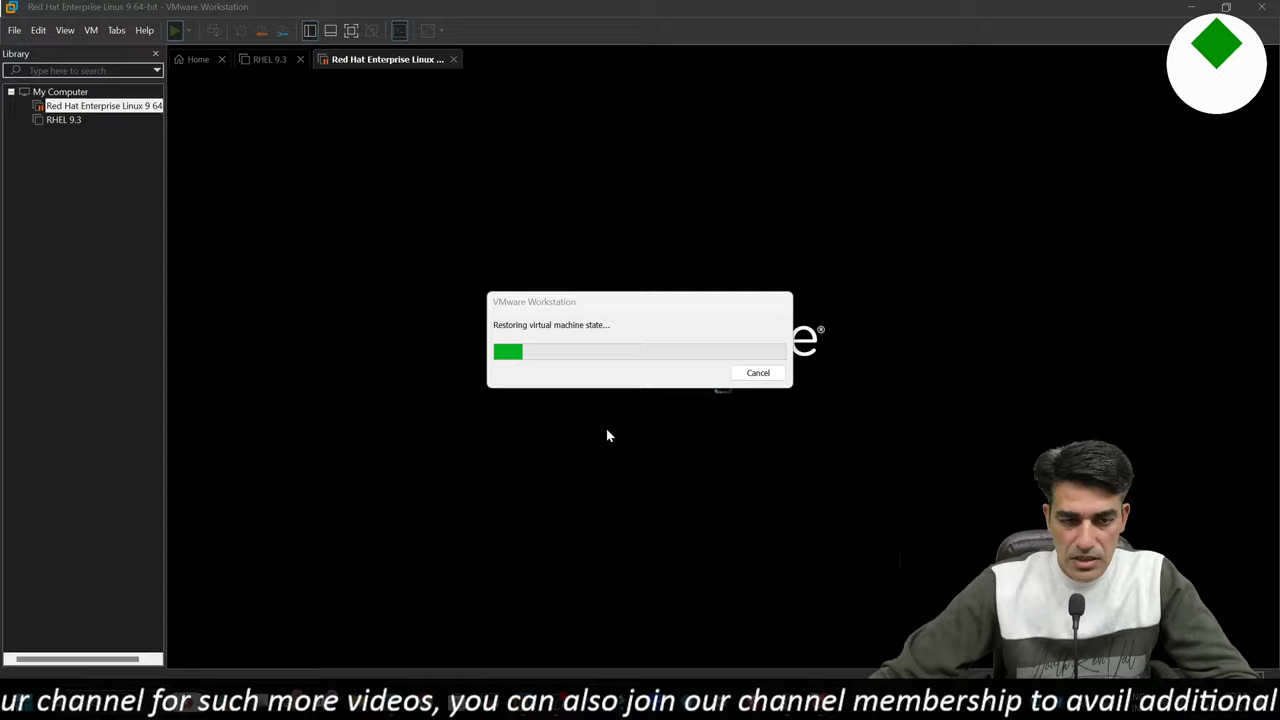 Red Hat Enterprise Linux 9 64-bit - VMware Workstation
File Edit View VM Tabs Help
Library
Type here to search
My Computer
Red Hat Enterprise Linux 9 64
RHEL 9.3
Home
RHEL 9.3
Red Hat Enterprise Linux ...
VMware Workstation
Restoring virtual machine state...
Cancel
e®
ur channel for such more videos, you can also join our channel membership to avail additional